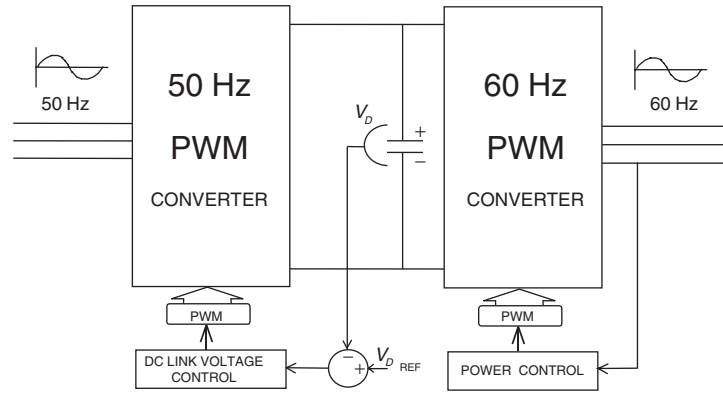 50 Hz
PWM
CONVERTER
60 Hz
PWM
CONVERTER
50 Hz
60 Hz
V_D
+
−
PWM
PWM
DC LINK VOLTAGE
CONTROL
−
+
V_D REF
POWER CONTROL